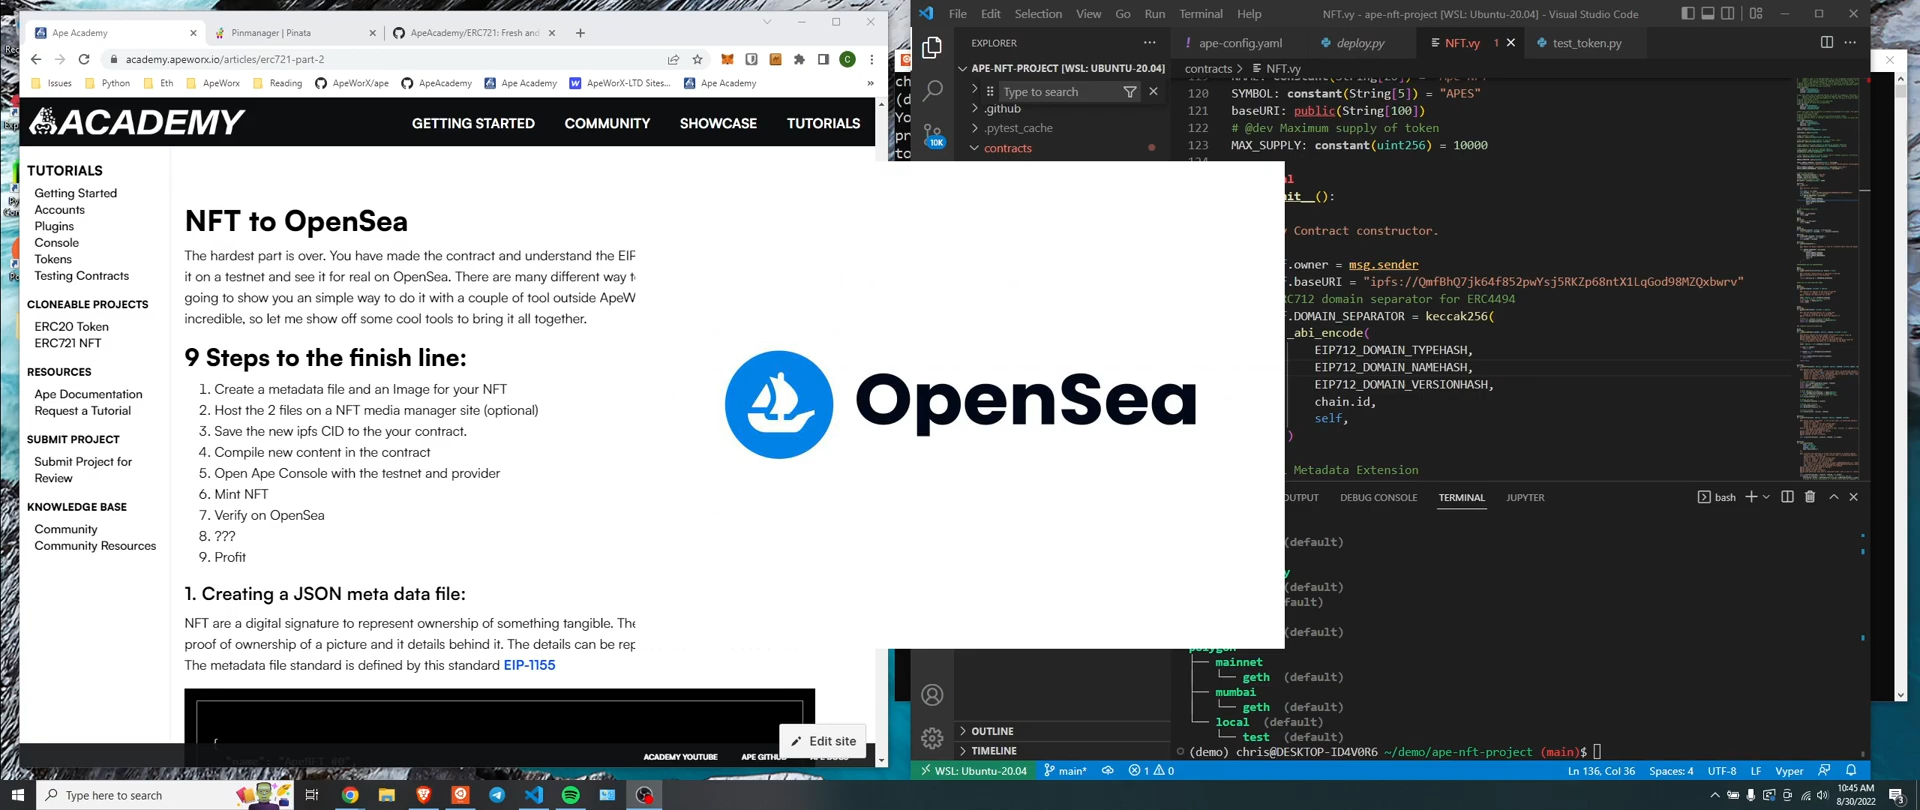 Ape Academy
Pinmanager | Pinata
ApeAcademy/ERC721: Fresh and
academy.apeworx.io/articles/erc721-part-2
Issues
Python
Eth
ApeWorx
Reading
ApeWorX/ape
ApeAcademy
Ape Academy
ApeWorX-LTD Sites...
Ape Academy
ACADEMY
GETTING STARTED
COMMUNITY
SHOWCASE
TUTORIALS
TUTORIALS
Getting Started
Accounts
Plugins
Console
Tokens
Testing Contracts
CLONEABLE PROJECTS
ERC20 Token
ERC721 NFT
RESOURCES
Ape Documentation
Request a Tutorial
SUBMIT PROJECT
Submit Project for
Review
KNOWLEDGE BASE
Community
Community Resources
NFT to OpenSea
The hardest part is over. You have made the contract and understand the EIP
it on a testnet and see it for real on OpenSea. There are many different way
going to show you an simple way to do it with a couple of tool outside ApeW
incredible, so let me show off some cool tools to bring it all together.
9 Steps to the finish line:
1. Create a metadata file and an Image for your NFT
2. Host the 2 files on a NFT media manager site (optional)
3. Save the new ipfs CID to the your contract.
4. Compile new content in the contract
5. Open Ape Console with the testnet and provider
6. Mint NFT
7. Verify on OpenSea
8. ???
9. Profit
1. Creating a JSON meta data file:
NFT are a digital signature to represent ownership of something tangible. The
proof of ownership of a picture and it details behind it. The details can be rep
The metadata file standard is defined by this standard EIP-1155
{
Edit site
ACADEMY YOUTUBE
APE GITHUB
OpenSea
File Edit Selection View Go Run Terminal Help
NFT.vy - ape-nft-project [WSL: Ubuntu-20.04] - Visual Studio Code
EXPLORER
ape-config.yaml
deploy.py
NFT.vy 1
test_token.py
APE-NFT-PROJECT [WSL: UBUNTU-20.04]
Type to search
.github
.pytest_cache
contracts
10K
contracts > NFT.vy
120 SYMBOL: constant(String[5]) = "APES"
121 baseURI: public(String[100])
122 # @dev Maximum supply of token
123 MAX_SUPPLY: constant(uint256) = 10000
al
it__():
Contract constructor.
f.owner = msg.sender
f.baseURI = "ipfs://QmfBhQ7jk64f852pwYsj5RKZp68ntX1LqGod98MZQxbwrv"
RC712 domain separator for ERC4494
f.DOMAIN_SEPARATOR = keccak256(
_abi_encode(
EIP712_DOMAIN_TYPEHASH,
EIP712_DOMAIN_NAMEHASH,
EIP712_DOMAIN_VERSIONHASH,
chain.id,
self,
)
Metadata Extension
OUTPUT
DEBUG CONSOLE
TERMINAL
JUPYTER
bash
(default)
y
(default)
fault)
(default)
polygon
mainnet
geth (default)
mumbai
geth (default)
local (default)
test (default)
(demo) chris@DESKTOP-ID4V0R6 ~/demo/ape-nft-project (main)$
OUTLINE
TIMELINE
WSL: Ubuntu-20.04
main*
1
0
Ln 136, Col 36
Spaces: 4
UTF-8
LF
Vyper
Type here to search
10:45 AM
8/30/2022